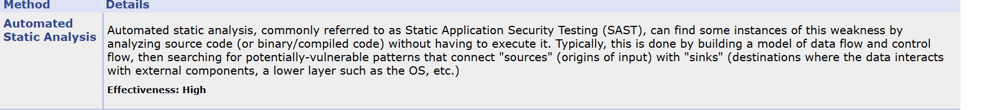 Method Details
Automated
Static Analysis
Automated static analysis, commonly referred to as Static Application Security Testing (SAST), can find some instances of this weakness by
analyzing source code (or binary/compiled code) without having to execute it. Typically, this is done by building a model of data flow and control
flow, then searching for potentially-vulnerable patterns that connect "sources" (origins of input) with "sinks" (destinations where the data interacts
with external components, a lower layer such as the OS, etc.)
Effectiveness: High